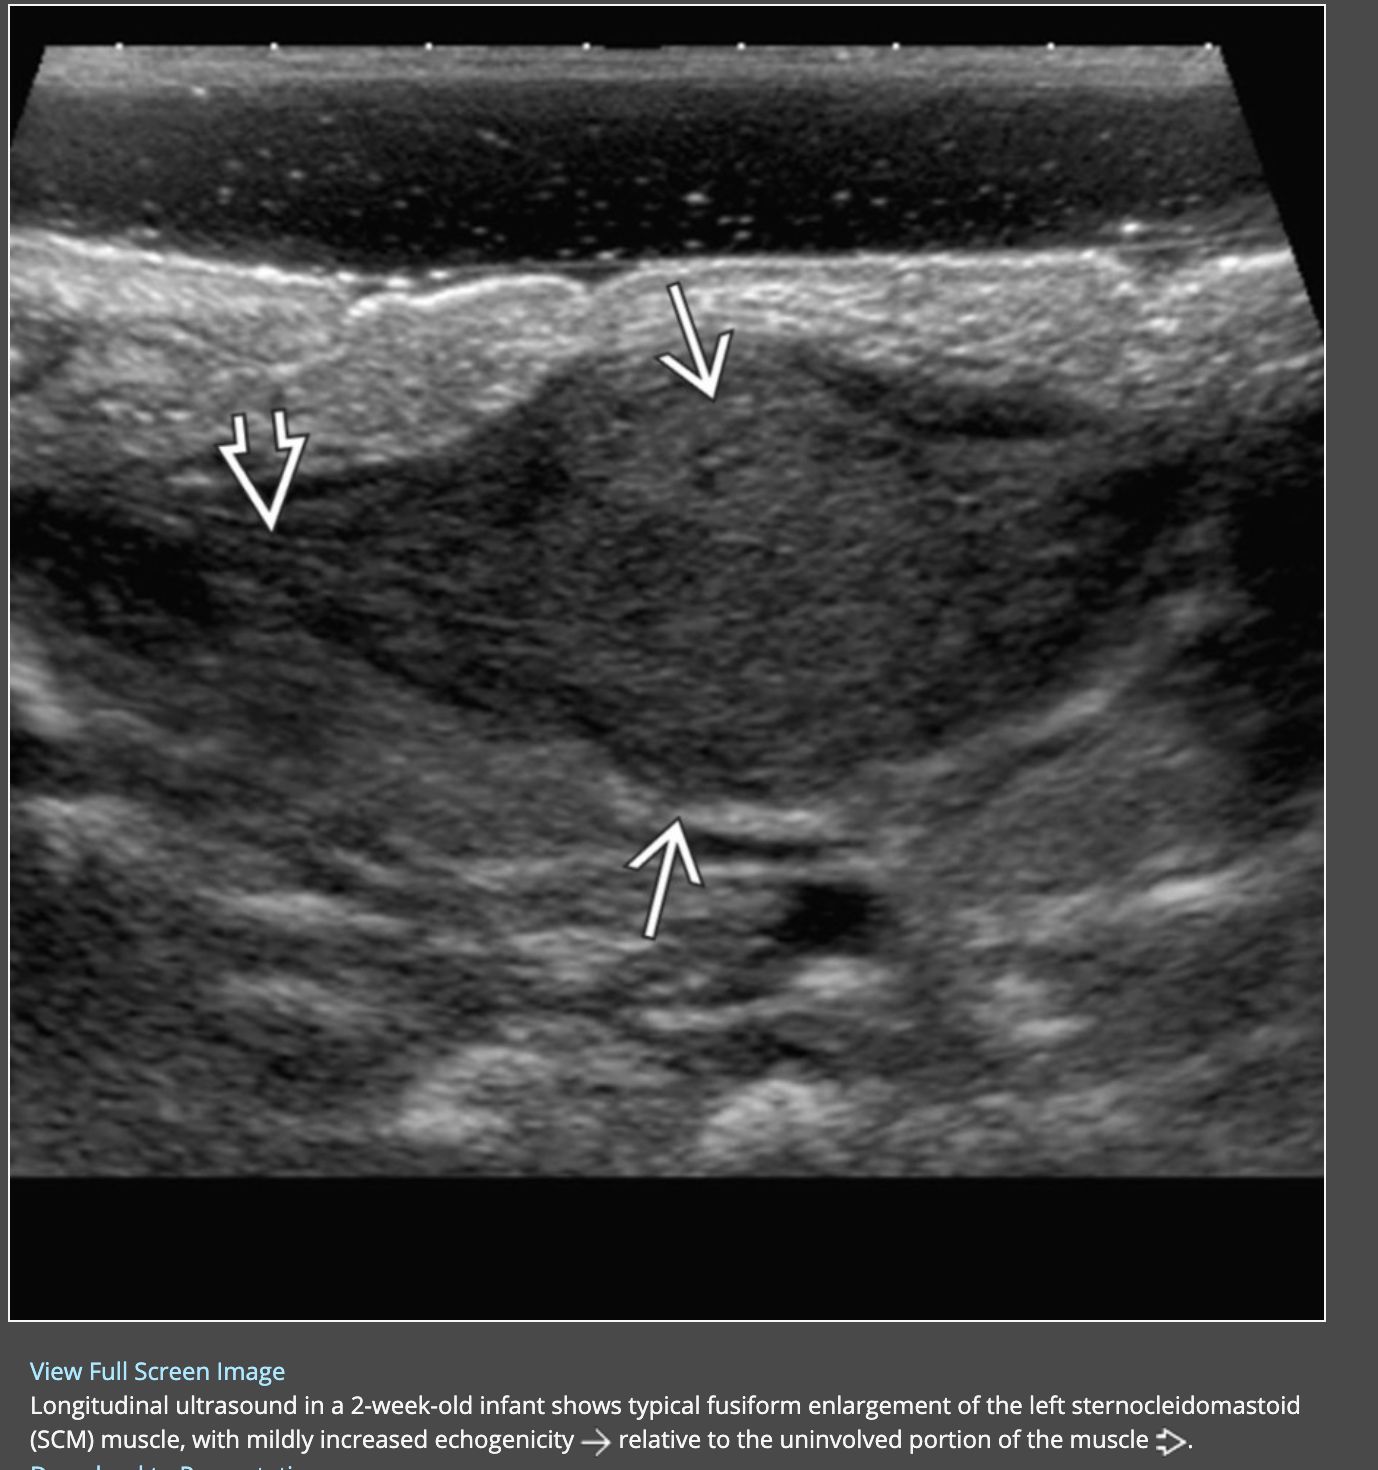 View Full Screen Image
Longitudinal ultrasound in a 2-week-old infant shows typical fusiform enlargement of the left sternocleidomastoid
(SCM) muscle, with mildly increased echogenicity → relative to the uninvolved portion of the muscle ⇨.